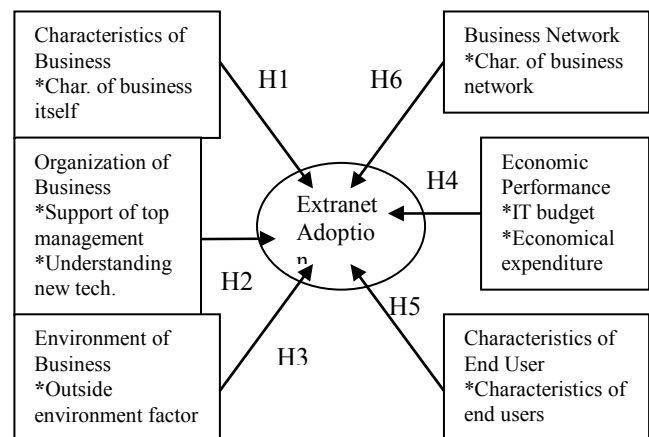 Characteristics of
Business
*Char. of business
itself
H1
Organization of
Business
*Support of top
management
*Understanding
new tech.
H2
Environment of
Business
*Outside
environment factor
H3
Extranet
Adoptio
n
Business Network
*Char. of business
network
H6
Economic
Performance
*IT budget
*Economical
expenditure
H4
Characteristics of
End User
*Characteristics of
end users
H5